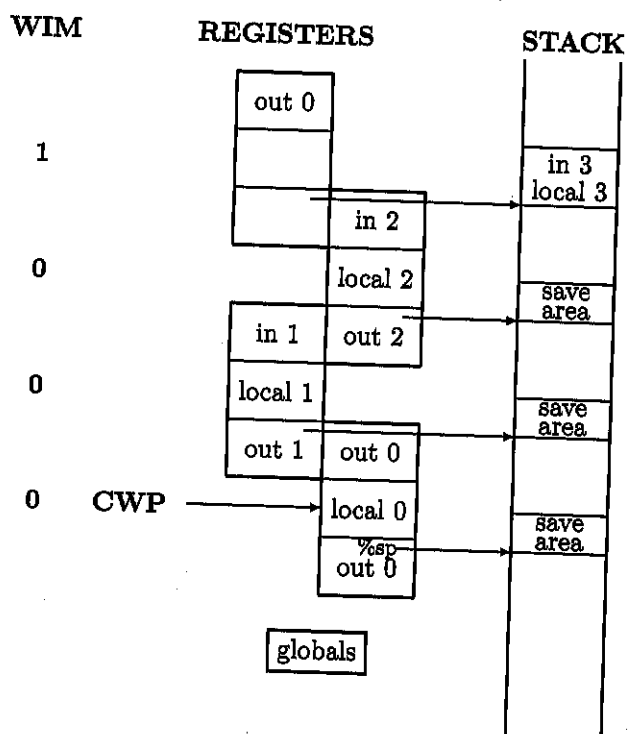 WIM
REGISTERS
STACK
out 0
1
in 3
local 3
in 2
0
local 2
save
area
in 1
out 2
0
local 1
save
area
out 1
out 0
0
CWP
local 0
save
area
%sp
out 0
globals